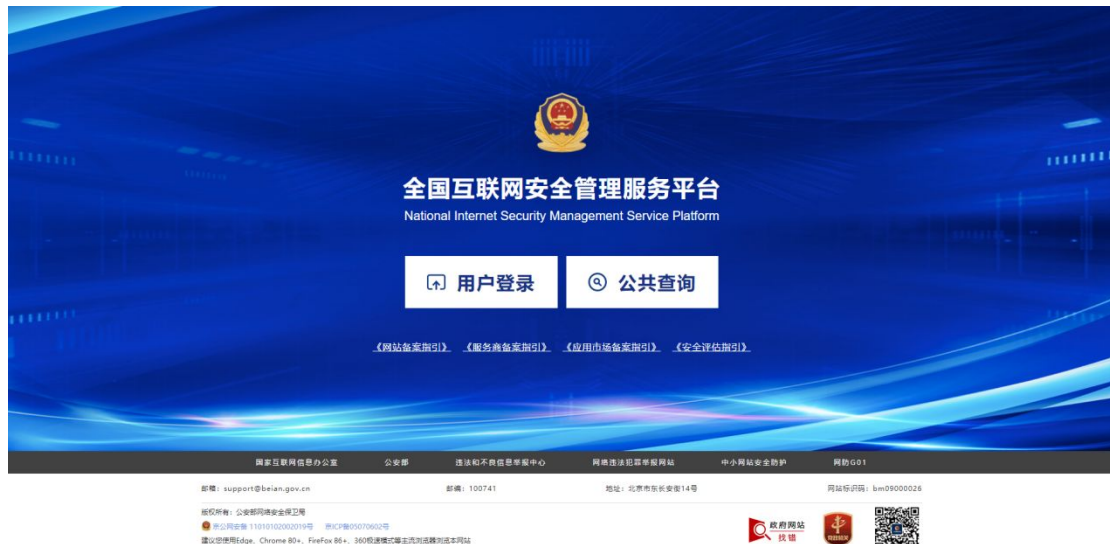 全国互联网安全管理服务平台
National Internet Security Management Service Platform
用户登录 公共查询
《网站备案指引》 《服务商备案指引》 《应用市场备案指引》 《安全评估指引》
国家互联网信息办公室 公安部 违法和不良信息举报中心 网络违法犯罪举报网站 中小网站安全防护 网防G01
邮箱：support@beian.gov.cn 邮编：100741 地址：北京市东长安街14号 网站标识码：bm09000026
版权所有：公安部网络安全保卫局
京公网安备 11010102002019号 京ICP备05070602号
建议您使用Edge、Chrome 80+、FireFox 86+、360极速模式等主流浏览器浏览本网站
政府网站
找错
党政机关